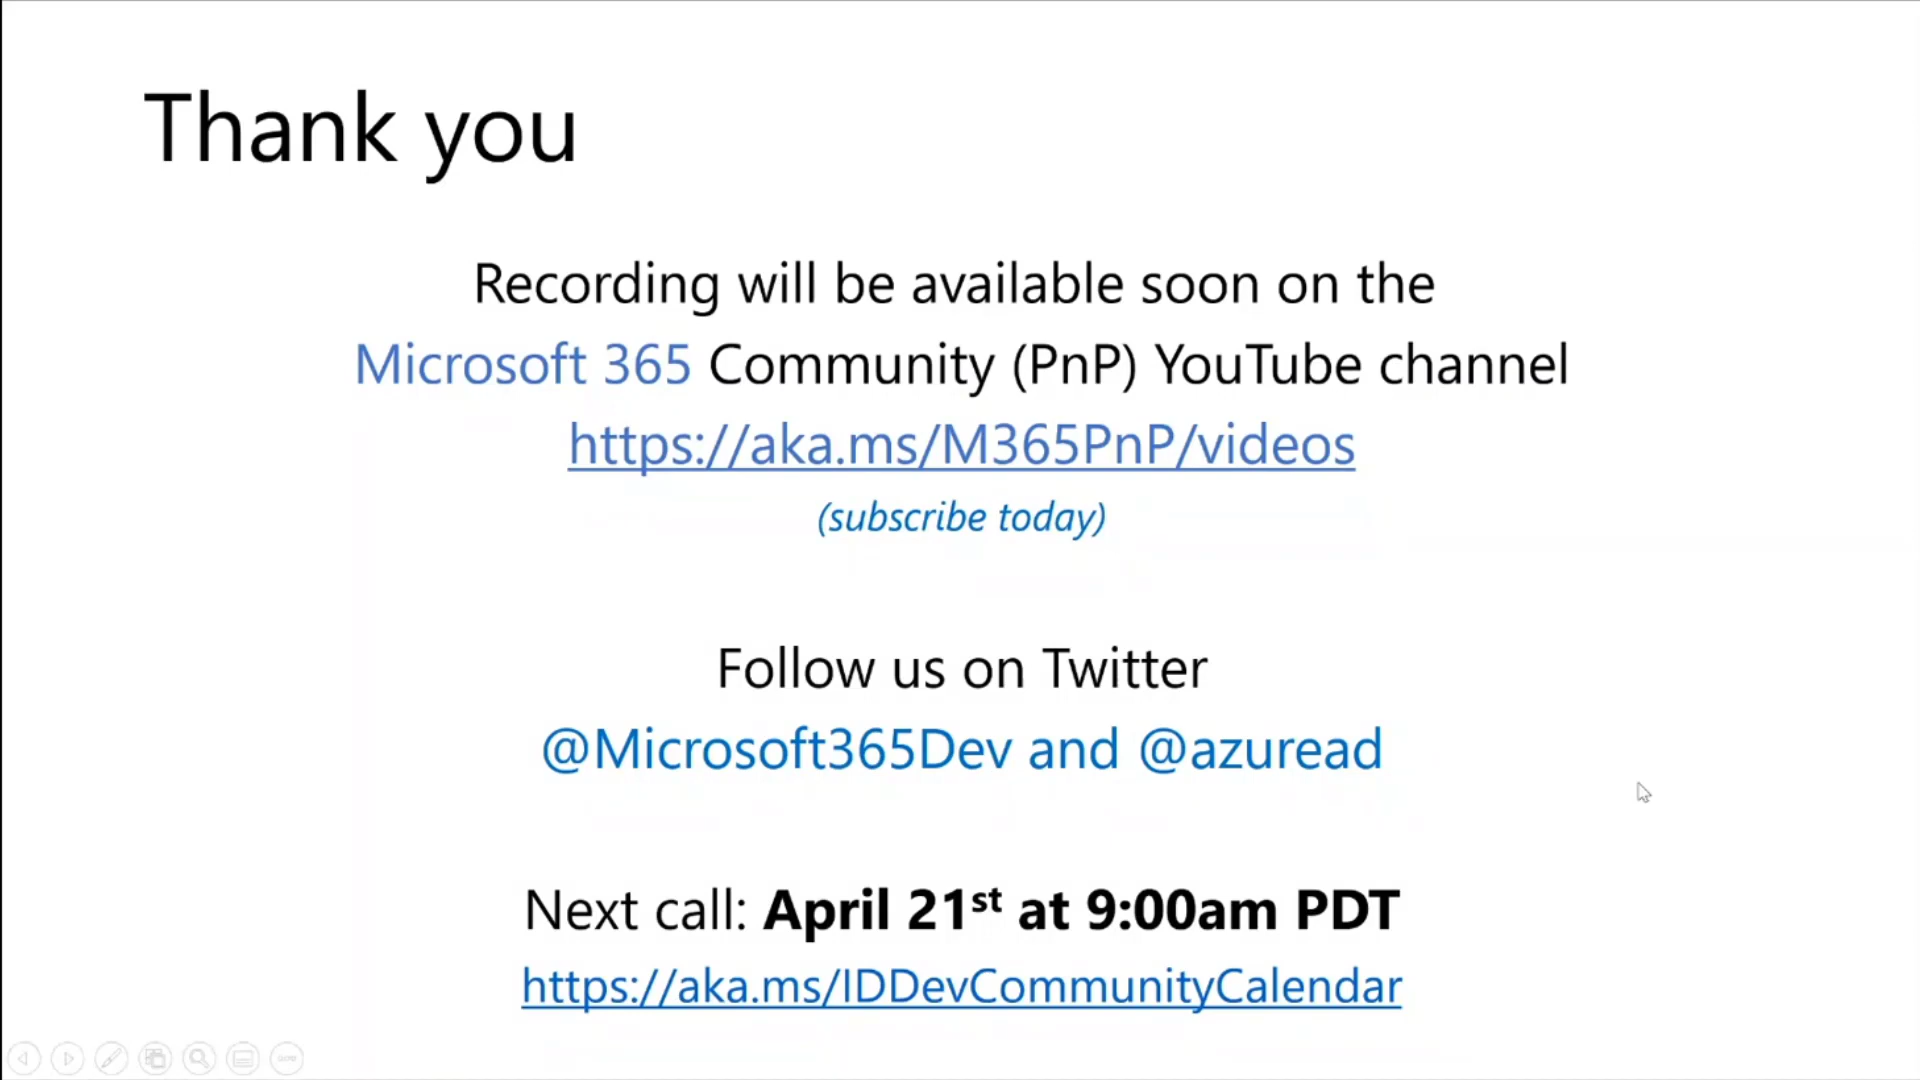 Thank you
Recording will be available soon on the
Microsoft 365 Community (PnP) YouTube channel
https://aka.ms/M365PnP/videos
(subscribe today)
Follow us on Twitter
@Microsoft365Dev and @azuread
Next call: April 21st at 9:00am PDT
https://aka.ms/IDDevCommunityCalendar